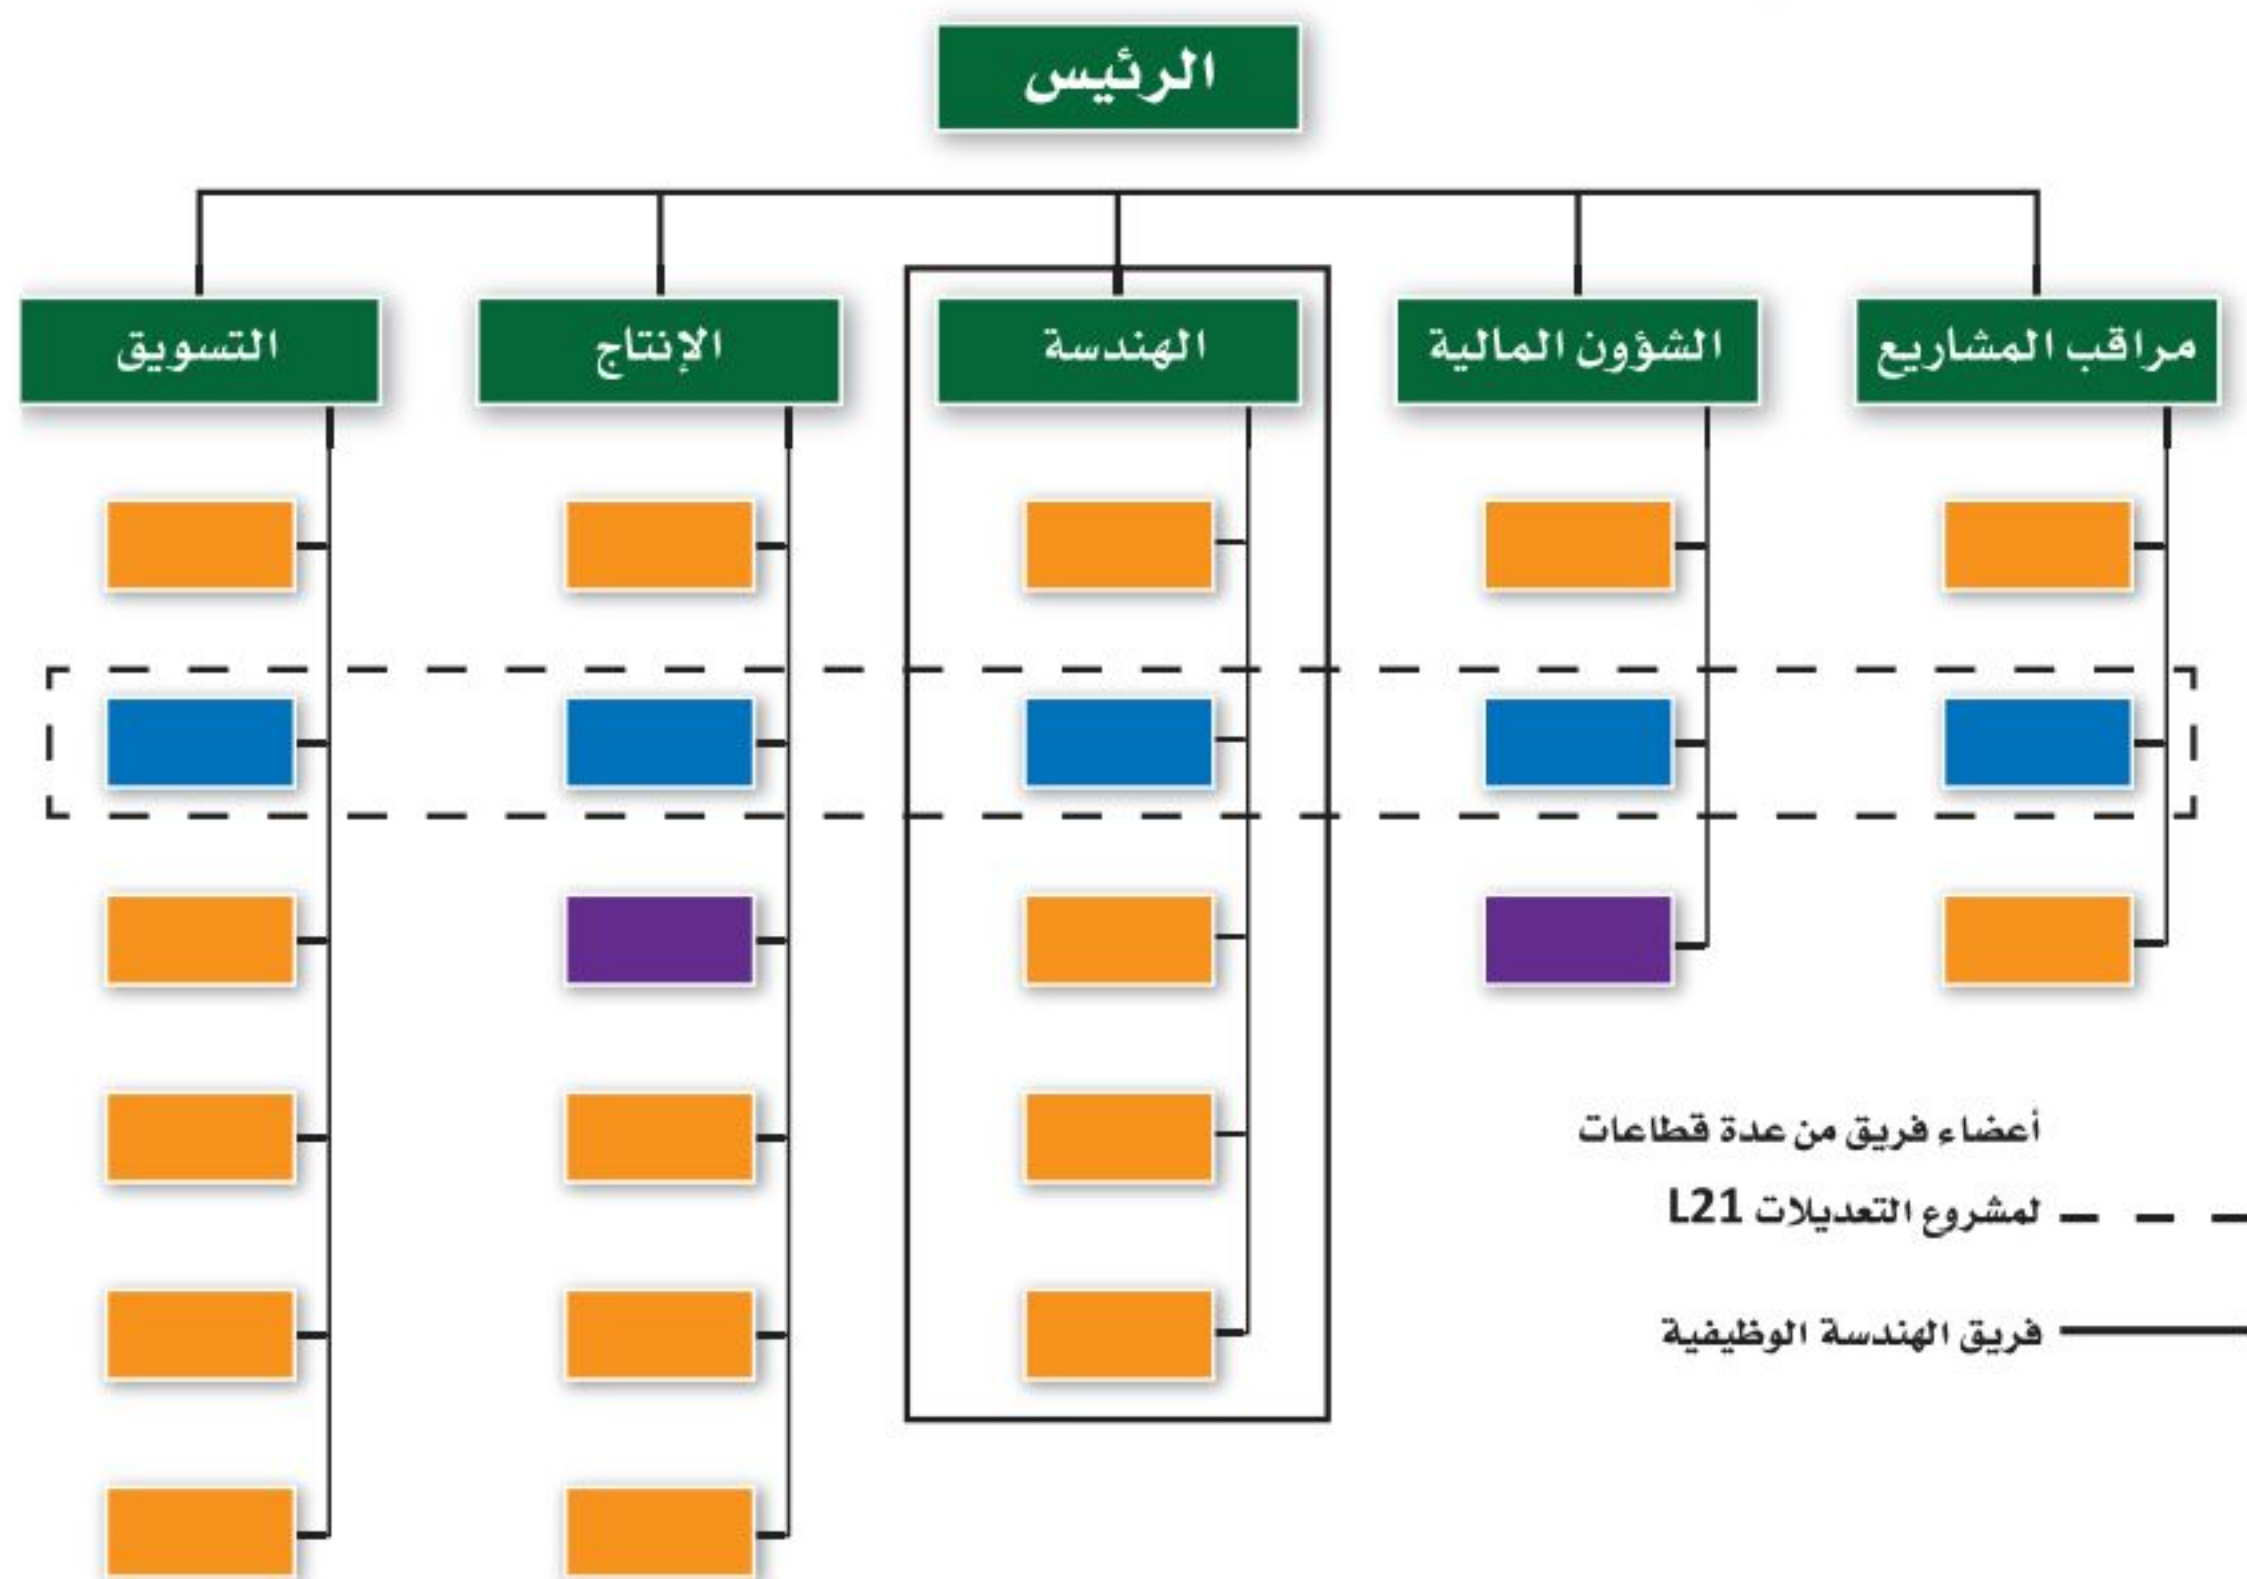 الرئيس
مراقب المشاريع
الشؤون المالية
الهندسة
الإنتاج
التسويق
أعضاء فريق من عدة قطاعات
لمشروع التعديلات L21
فريق الهندسة الوظيفية